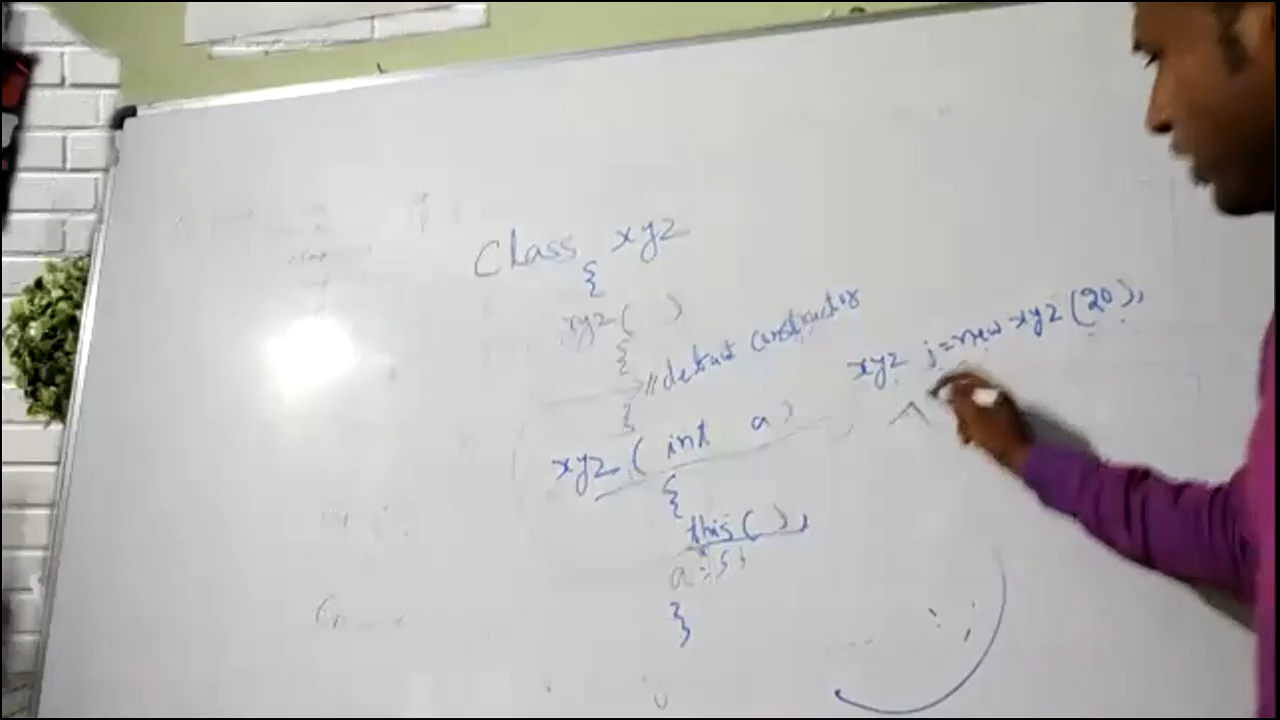 Class xyz
{
xyz( )
{
// default constructor
}
xyz j=new xyz(20);
xyz( int a)
{
this( );
a=5;
}